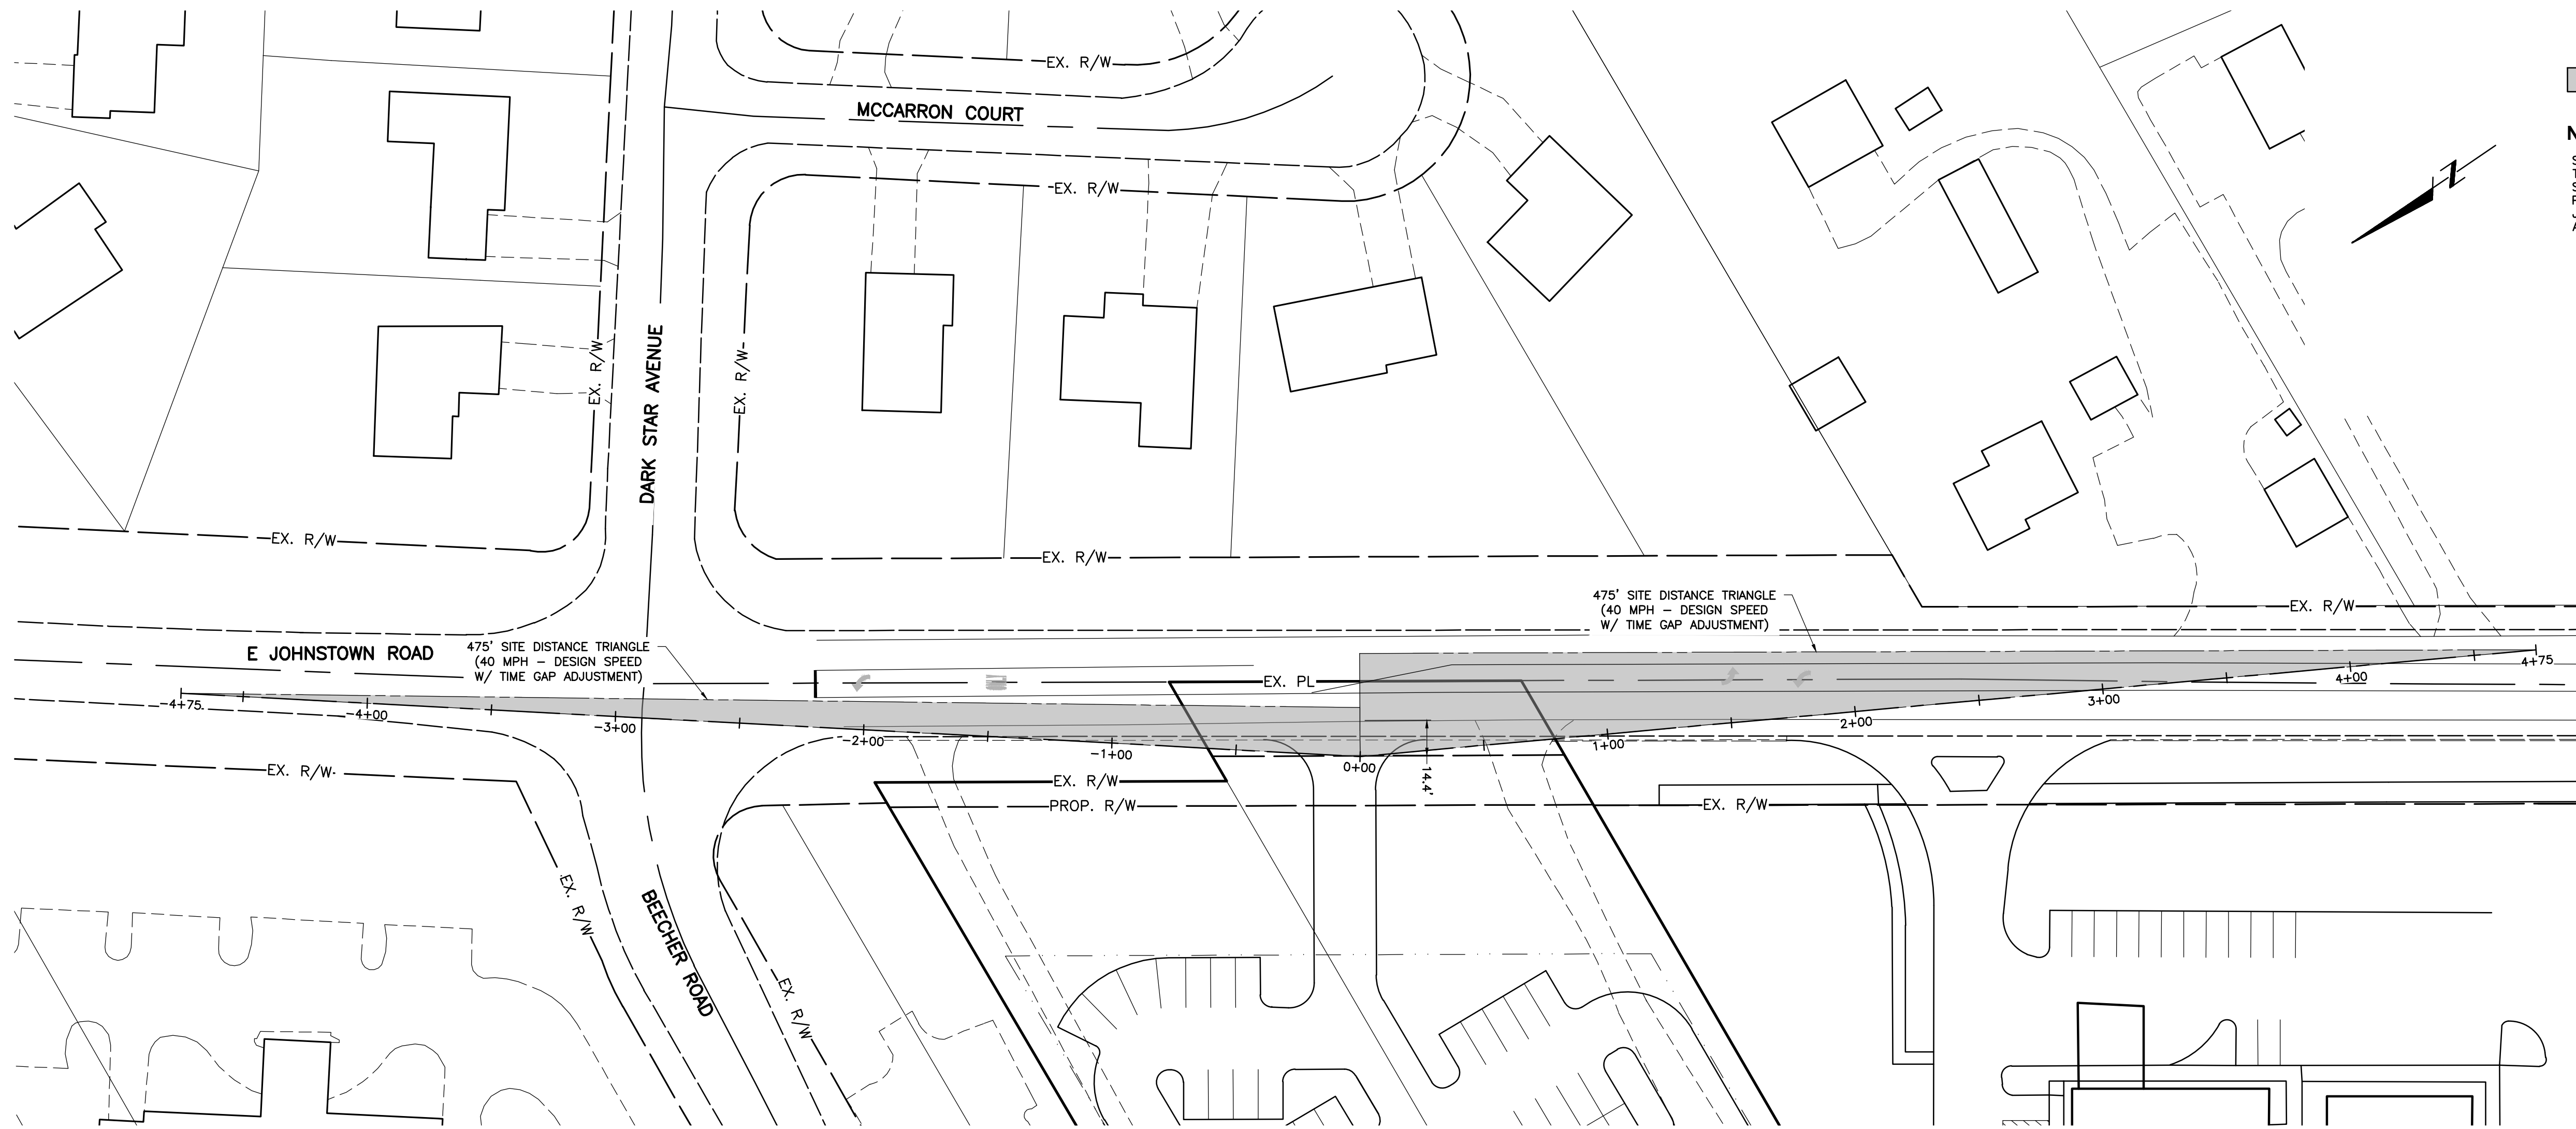 EX. R/W
MCCARRON COURT
EX. R/W
N
EX. R/W
EX. R/W
DARK STAR AVENUE
EX. R/W
EX. R/W
475' SITE DISTANCE TRIANGLE
(40 MPH – DESIGN SPEED
W/ TIME GAP ADJUSTMENT)
EX. R/W
E JOHNSTOWN ROAD
475' SITE DISTANCE TRIANGLE
(40 MPH – DESIGN SPEED
W/ TIME GAP ADJUSTMENT)
EX. PL
-4+75
-4+00
-3+00
-2+00
-1+00
0+00
1+00
2+00
3+00
4+00
4+75
14.4'
EX. R/W
EX. R/W
PROP. R/W
EX. R/W
EX. R/W
BEECHER ROAD
EX. R/W